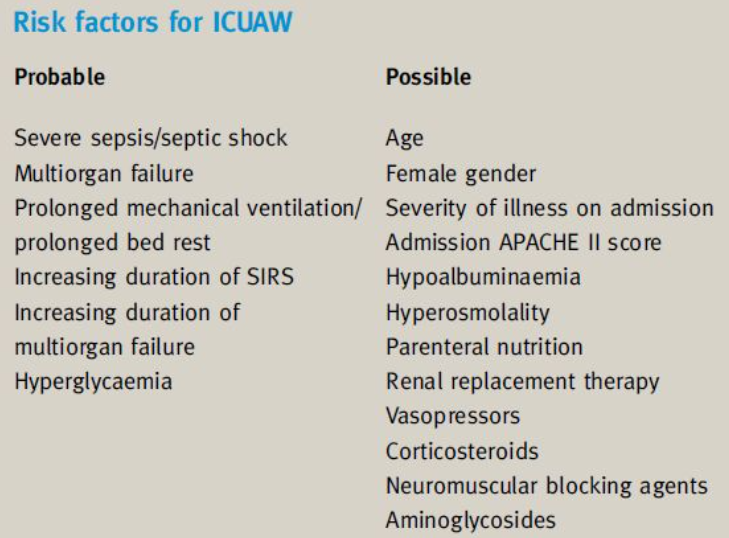 Risk factors for ICUAW
Probable
Severe sepsis/septic shock
Multiorgan failure
Prolonged mechanical ventilation/
prolonged bed rest
Increasing duration of SIRS
Increasing duration of
multiorgan failure
Hyperglycaemia
Possible
Age
Female gender
Severity of illness on admission
Admission APACHE II score
Hypoalbuminaemia
Hyperosmolality
Parenteral nutrition
Renal replacement therapy
Vasopressors
Corticosteroids
Neuromuscular blocking agents
Aminoglycosides